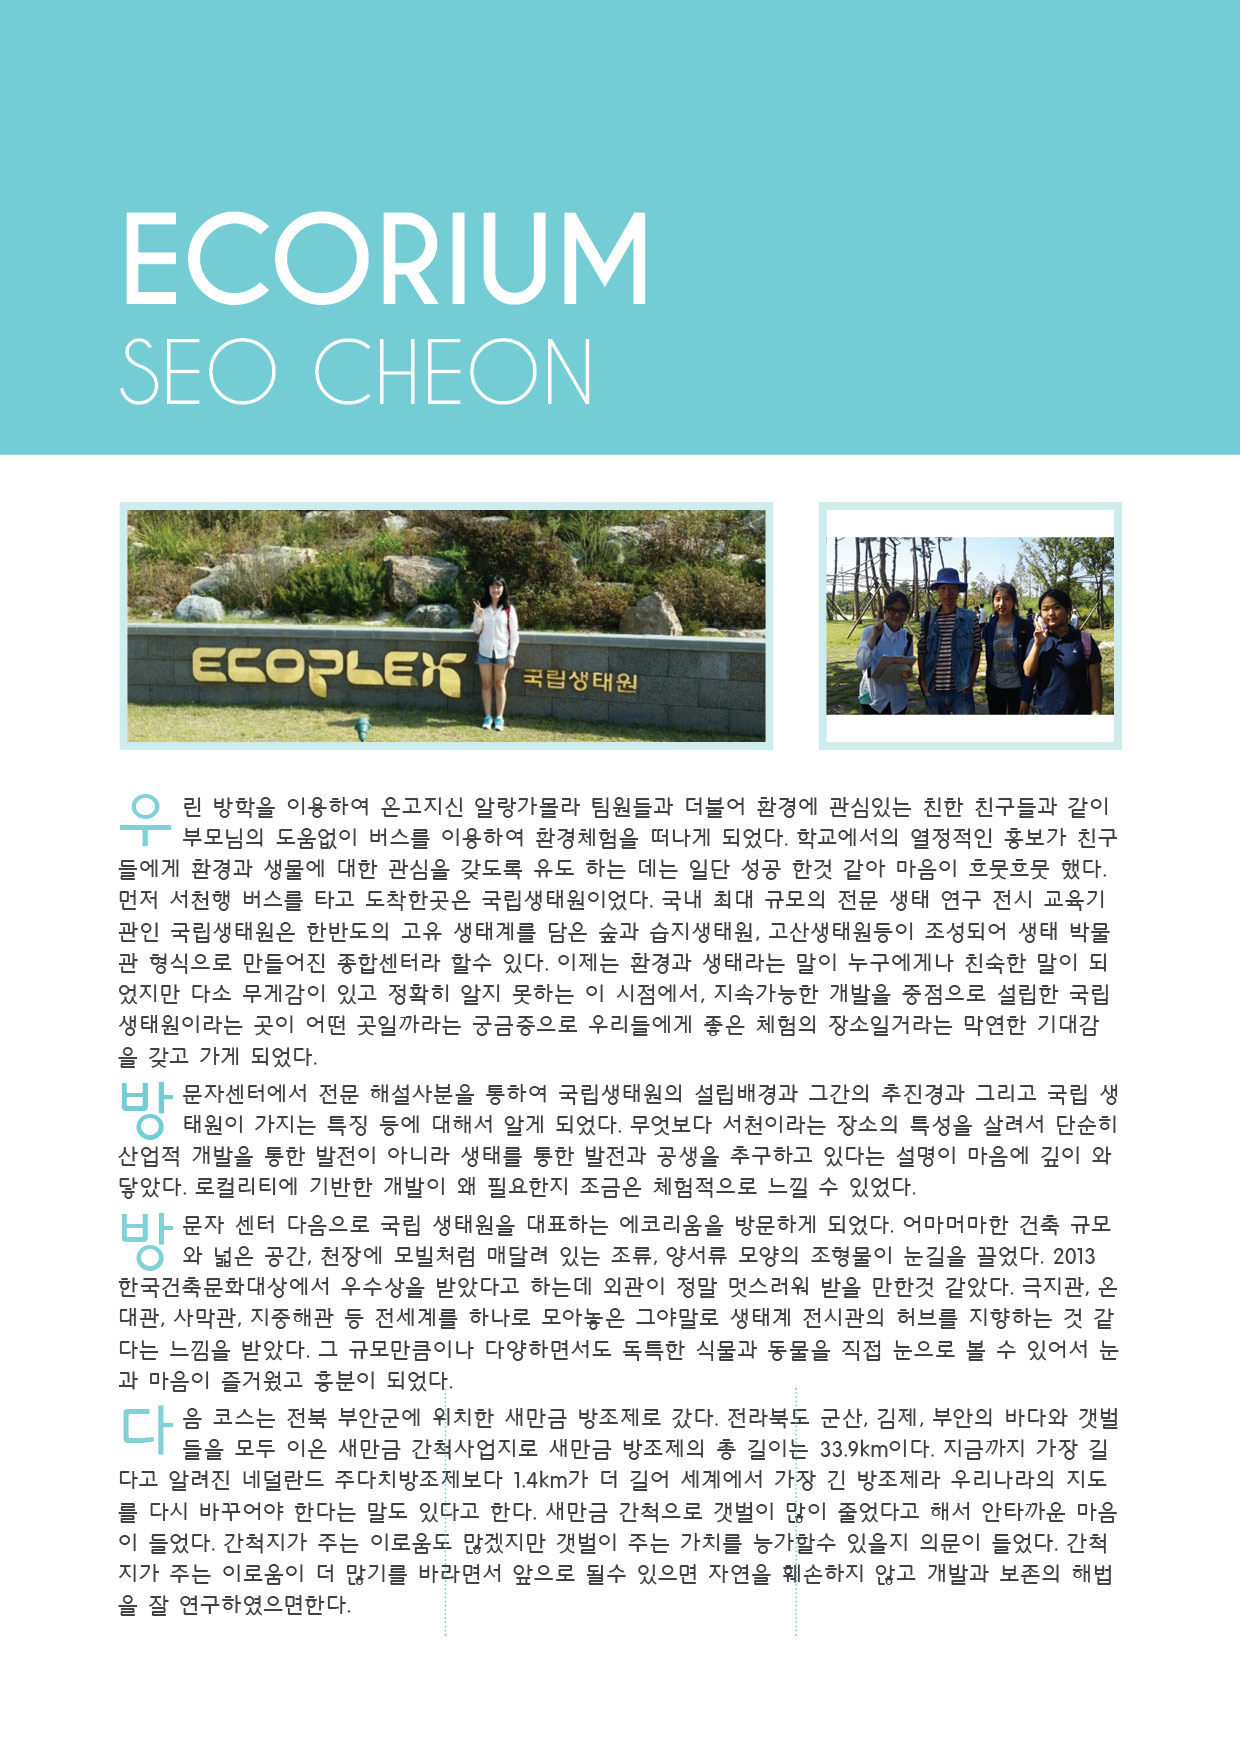 ECORIUM
SEO CHEON
ECOPLEX 국립생태원
우린 방학을 이용하여 온고지신 알랑가몰라 팀원들과 더불어 환경에 관심있는 친한 친구들과 같이
부모님의 도움없이 버스를 이용하여 환경체험을 떠나게 되었다. 학교에서의 열정적인 홍보가 친구
들에게 환경과 생물에 대한 관심을 갖도록 유도 하는 데는 일단 성공 한것 같아 마음이 흐뭇흐뭇 했다.
먼저 서천행 버스를 타고 도착한곳은 국립생태원이었다. 국내 최대 규모의 전문 생태 연구 전시 교육기
관인 국립생태원은 한반도의 고유 생태계를 담은 숲과 습지생태원, 고산생태원등이 조성되어 생태 박물
관 형식으로 만들어진 종합센터라 할수 있다. 이제는 환경과 생태라는 말이 누구에게나 친숙한 말이 되
었지만 다소 무게감이 있고 정확히 알지 못하는 이 시점에서, 지속가능한 개발을 중점으로 설립한 국립
생태원이라는 곳이 어떤 곳일까라는 궁금증으로 우리들에게 좋은 체험의 장소일거라는 막연한 기대감
을 갖고 가게 되었다.
방문자센터에서 전문 해설사분을 통하여 국립생태원의 설립배경과 그간의 추진경과 그리고 국립 생
태원이 가지는 특징 등에 대해서 알게 되었다. 무엇보다 서천이라는 장소의 특성을 살려서 단순히
산업적 개발을 통한 발전이 아니라 생태를 통한 발전과 공생을 추구하고 있다는 설명이 마음에 깊이 와
닿았다. 로컬리티에 기반한 개발이 왜 필요한지 조금은 체험적으로 느낄 수 있었다.
방문자 센터 다음으로 국립 생태원을 대표하는 에코리움을 방문하게 되었다. 어마머마한 건축 규모
와 넓은 공간, 천장에 모빌처럼 매달려 있는 조류, 양서류 모양의 조형물이 눈길을 끌었다. 2013
한국건축문화대상에서 우수상을 받았다고 하는데 외관이 정말 멋스러워 받을 만한것 같았다. 극지관, 온
대관, 사막관, 지중해관 등 전세계를 하나로 모아놓은 그야말로 생태계 전시관의 허브를 지향하는 것 같
다는 느낌을 받았다. 그 규모만큼이나 다양하면서도 독특한 식물과 동물을 직접 눈으로 볼 수 있어서 눈
과 마음이 즐거웠고 흥분이 되었다.
다음 코스는 전북 부안군에 위치한 새만금 방조제로 갔다. 전라북도 군산, 김제, 부안의 바다와 갯벌
들을 모두 이은 새만금 간척사업지로 새만금 방조제의 총 길이는 33.9km이다. 지금까지 가장 길
다고 알려진 네덜란드 주다치방조제보다 1.4km가 더 길어 세계에서 가장 긴 방조제라 우리나라의 지도
를 다시 바꾸어야 한다는 말도 있다고 한다. 새만금 간척으로 갯벌이 많이 줄었다고 해서 안타까운 마음
이 들었다. 간척지가 주는 이로움도 많겠지만 갯벌이 주는 가치를 능가할수 있을지 의문이 들었다. 간척
지가 주는 이로움이 더 많기를 바라면서 앞으로 될수 있으면 자연을 훼손하지 않고 개발과 보존의 해법
을 잘 연구하였으면한다.